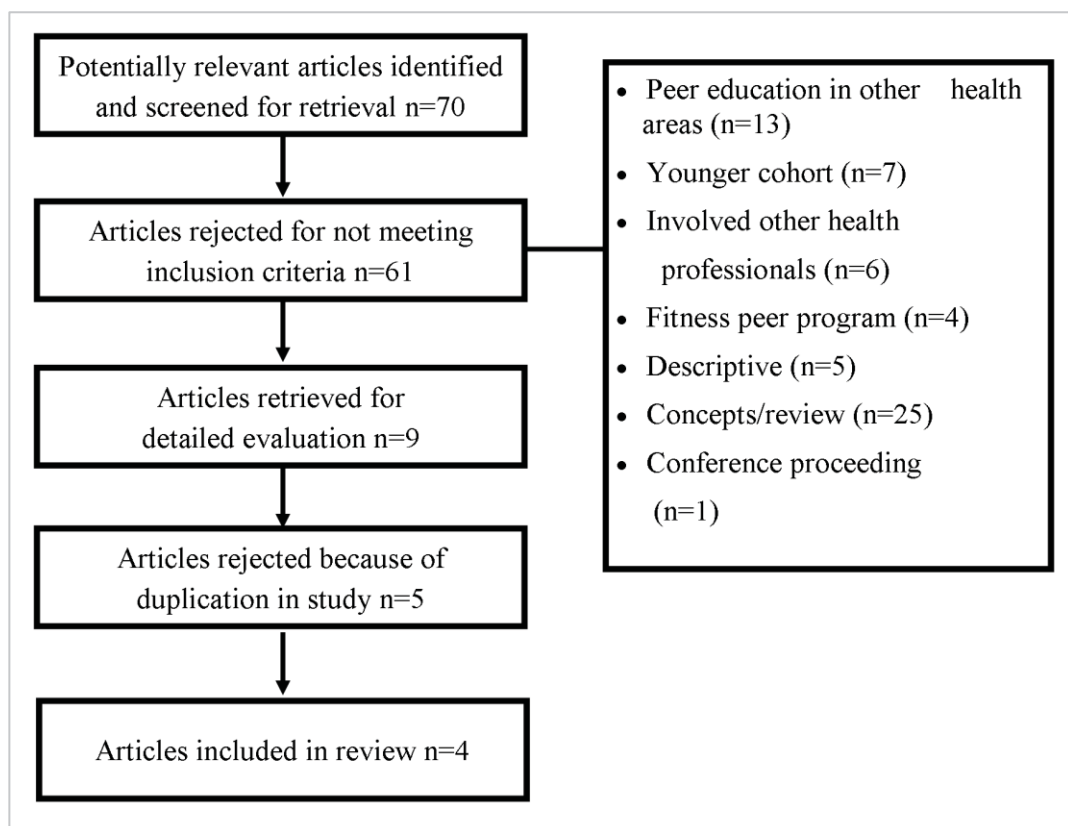 Potentially relevant articles identified
and screened for retrieval n=70
Articles rejected for not meeting
inclusion criteria n=61
Articles retrieved for
detailed evaluation n=9
Articles rejected because of
duplication in study n=5
Articles included in review n=4
• Peer education in other health
areas (n=13)
• Younger cohort (n=7)
• Involved other health
professionals (n=6)
• Fitness peer program (n=4)
• Descriptive (n=5)
• Concepts/review (n=25)
• Conference proceeding
(n=1)